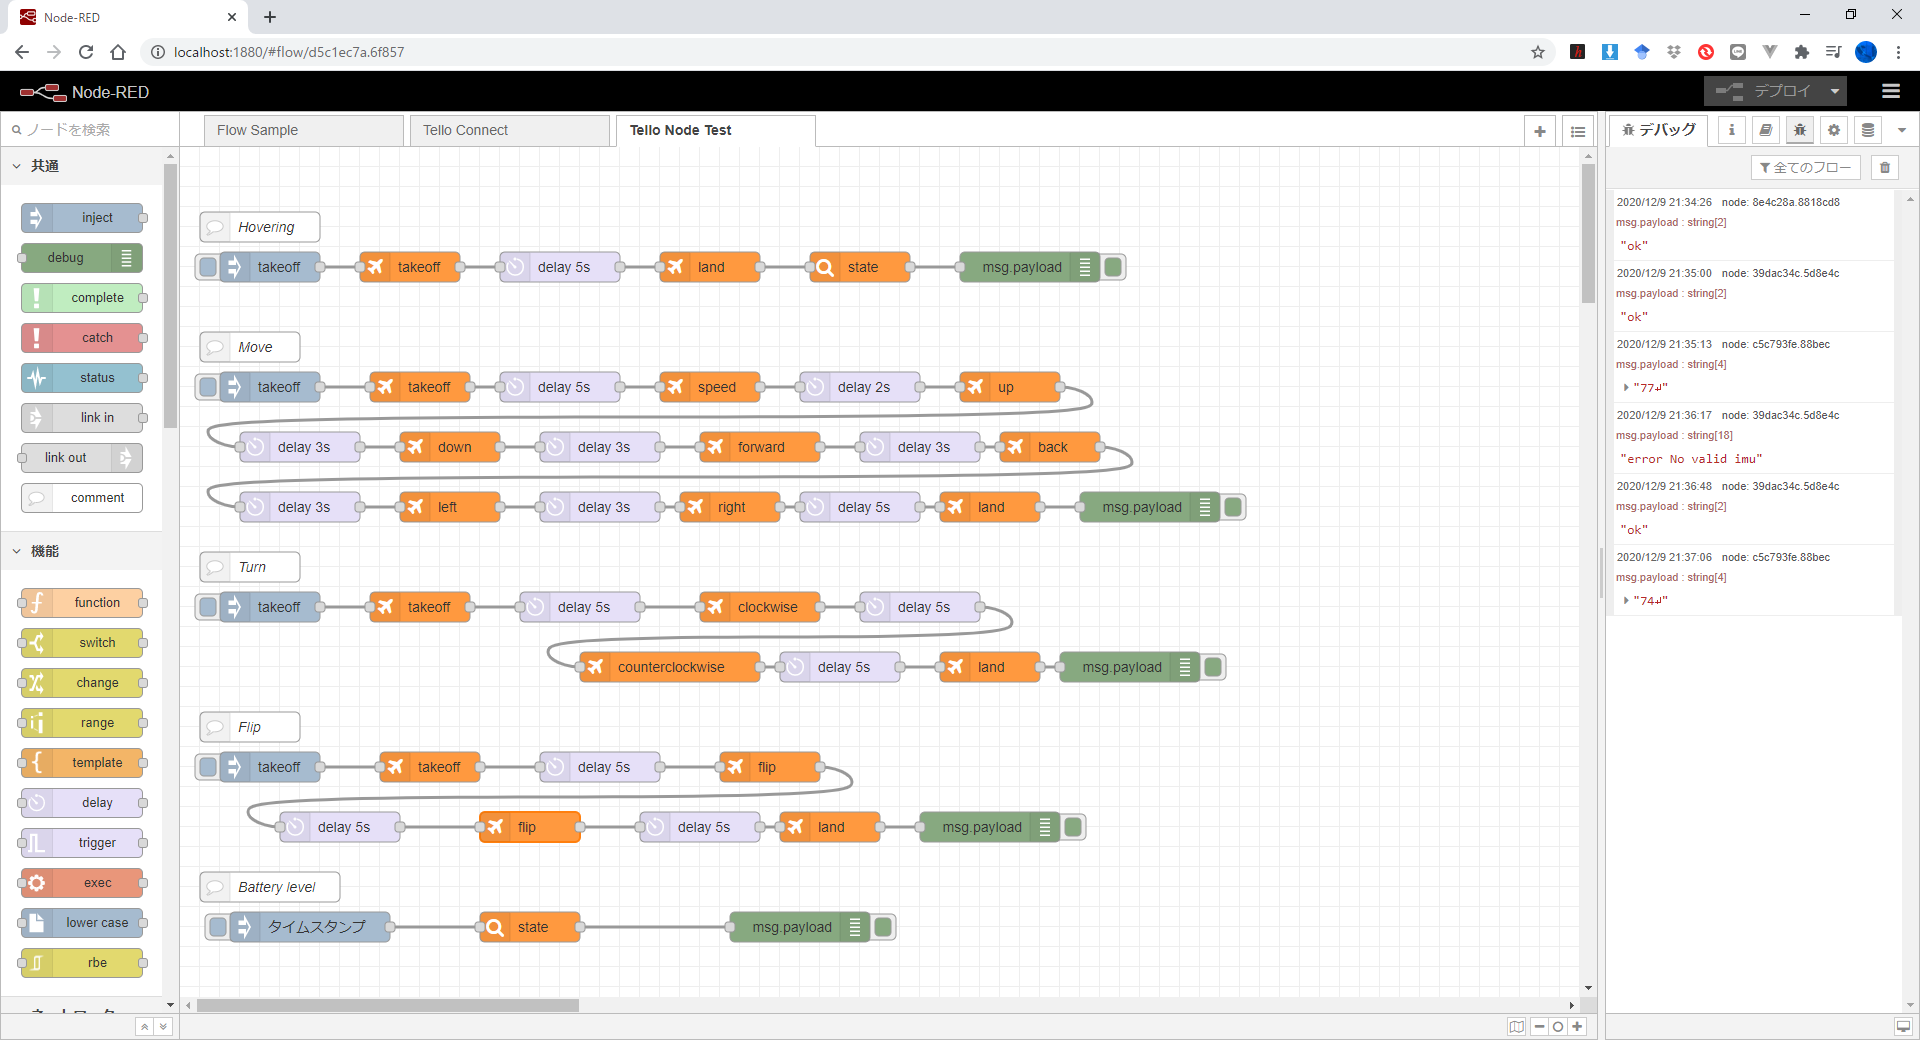 Node-RED
localhost:1880/#flow/d5c1ec7a.6f857
Node-RED
デプロイ
ノードを検索
共通
inject
debug
complete
catch
status
link in
link out
comment
機能
function
switch
change
range
template
delay
trigger
exec
lower case
rbe
Flow Sample
Tello Connect
Tello Node Test
Hovering
takeoff takeoff delay 5s land state msg.payload
Move
takeoff takeoff delay 5s speed delay 2s up
delay 3s down delay 3s forward delay 3s back
delay 3s left delay 3s right delay 5s land msg.payload
Turn
takeoff takeoff delay 5s clockwise delay 5s
counterclockwise delay 5s land msg.payload
Flip
takeoff takeoff delay 5s flip
delay 5s flip delay 5s land msg.payload
Battery level
タイムスタンプ state msg.payload
デバッグ
全てのフロー
2020/12/9 21:34:26 node: 8e4c28a.8818cd8
msg.payload : string[2]
"ok"
2020/12/9 21:35:00 node: 39dac34c.5d8e4c
msg.payload : string[2]
"ok"
2020/12/9 21:35:13 node: c5c793fe.88bec
msg.payload : string[4]
"77↵"
2020/12/9 21:36:17 node: 39dac34c.5d8e4c
msg.payload : string[18]
"error No valid imu"
2020/12/9 21:36:48 node: 39dac34c.5d8e4c
msg.payload : string[2]
"ok"
2020/12/9 21:37:06 node: c5c793fe.88bec
msg.payload : string[4]
"74↵"